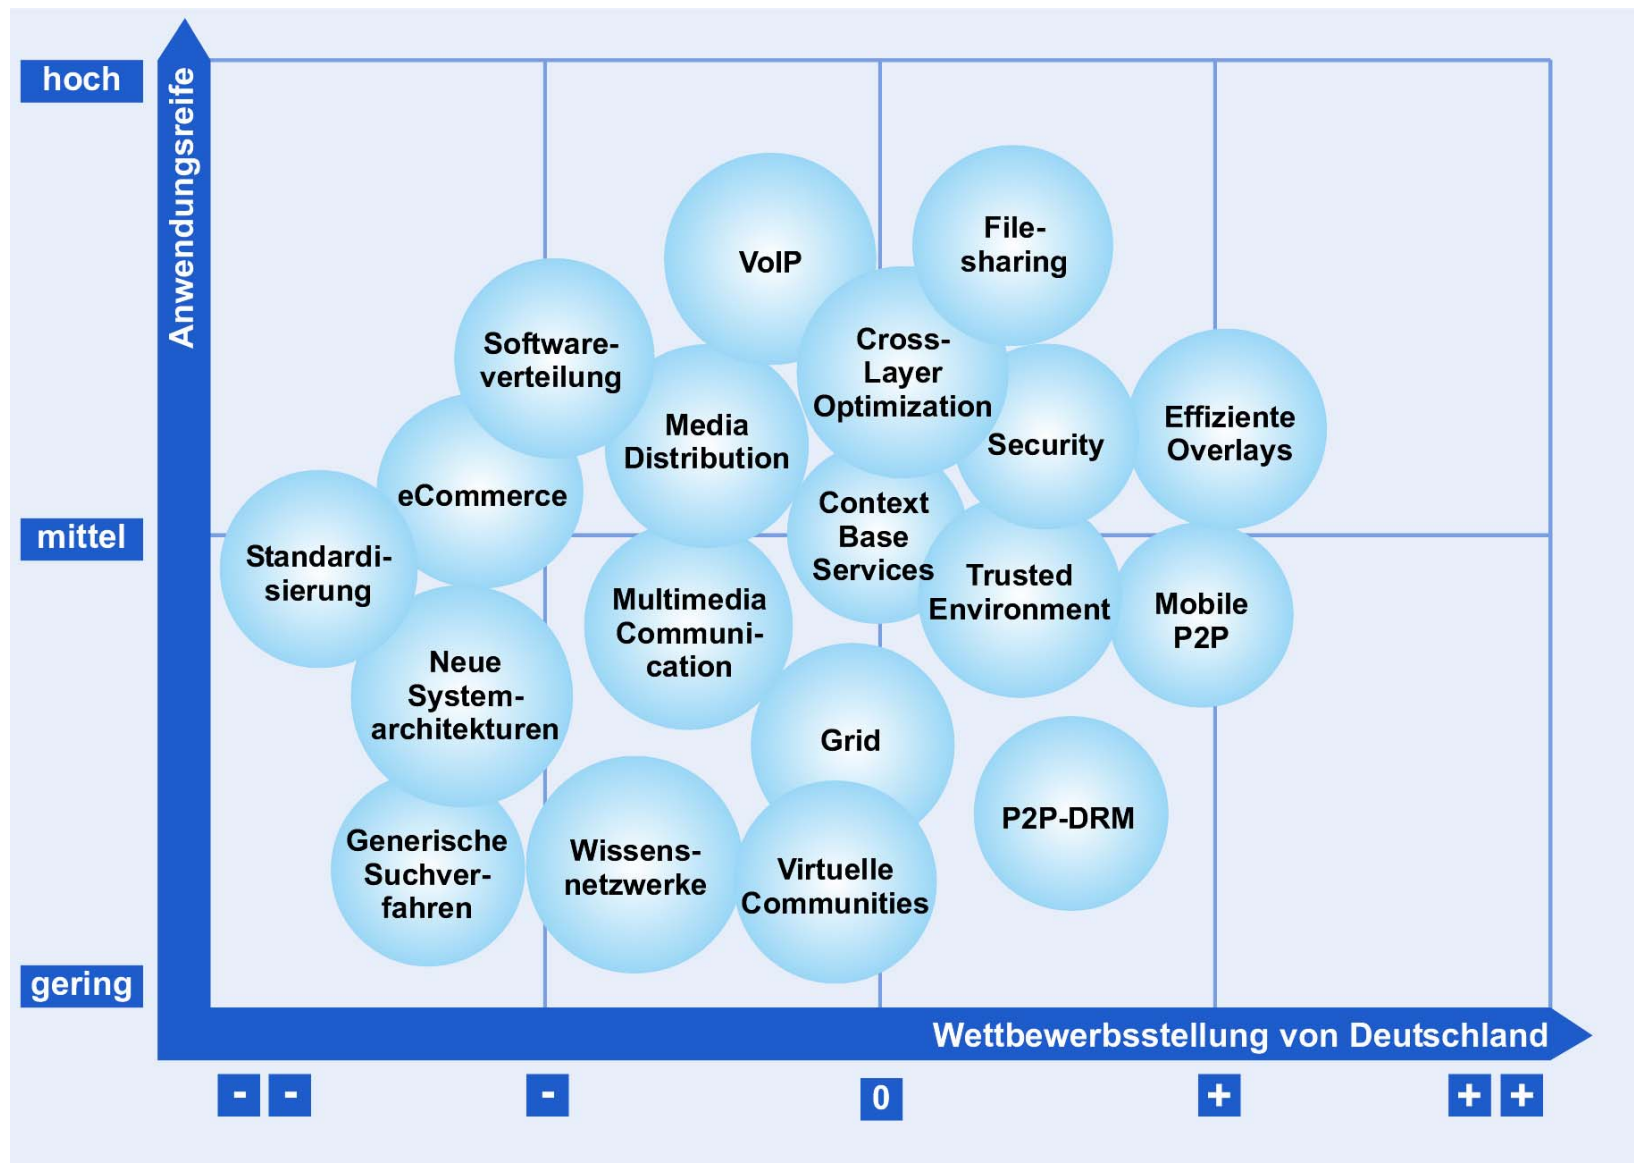 hoch
Anwendungsreife
File-
sharing
VoIP
Software-
verteilung
Cross-
Layer
Optimization
Media
Distribution
Security
Effiziente
Overlays
eCommerce
Context
Base
Services
mittel
Standardi-
sierung
Trusted
Environment
Multimedia
Communi-
cation
Mobile
P2P
Neue
System-
architekturen
Grid
P2P-DRM
Generische
Suchver-
fahren
Wissens-
netzwerke
Virtuelle
Communities
gering
Wettbewerbsstellung von Deutschland
- - - 0 + + +